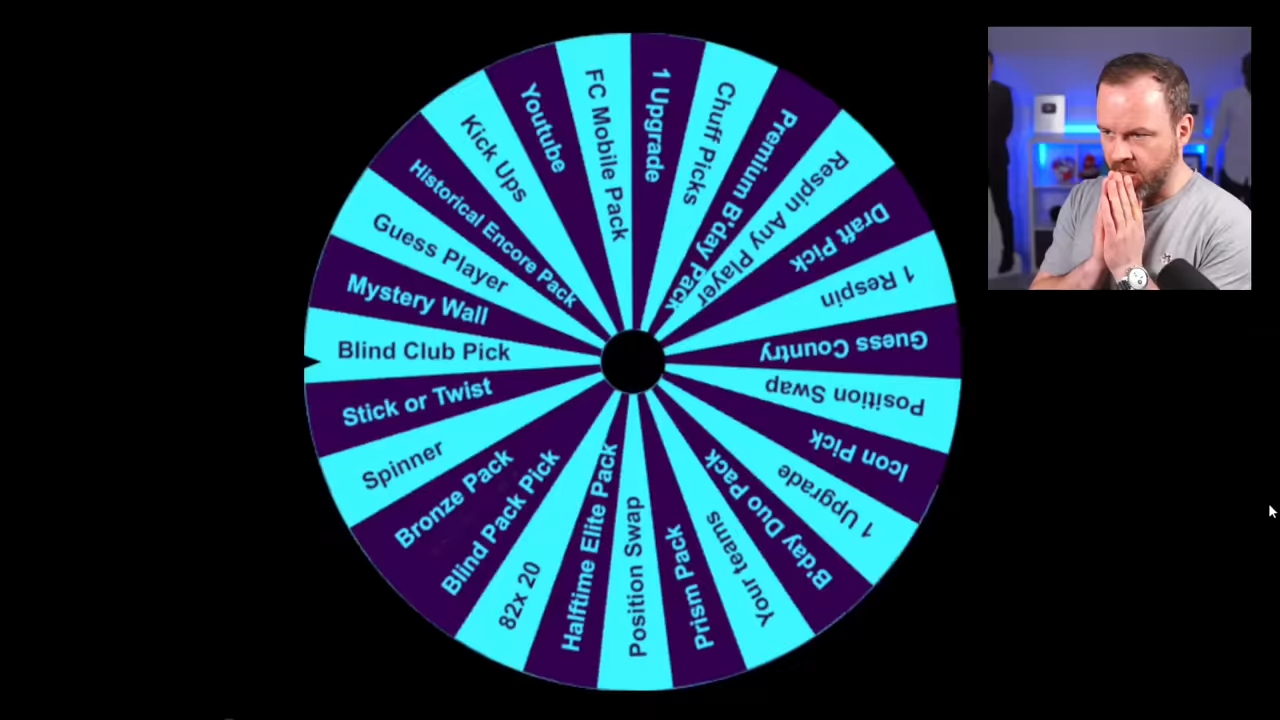 FC Mobile Pack
1 Upgrade
Chuff Picks
Premium B'day Pack
Respin Any Player
Draft Pick
1 Respin
Guess Country
Position Swap
Icon Pick
1 Upgrade
B'day Duo Pack
Your teams
Prism Pack
Position Swap
Halftime Elite Pack
82x 20
Blind Pack Pick
Bronze Pack
Spinner
Stick or Twist
Blind Club Pick
Mystery Wall
Guess Player
Historical Encore Pack
Kick Ups
Youtube